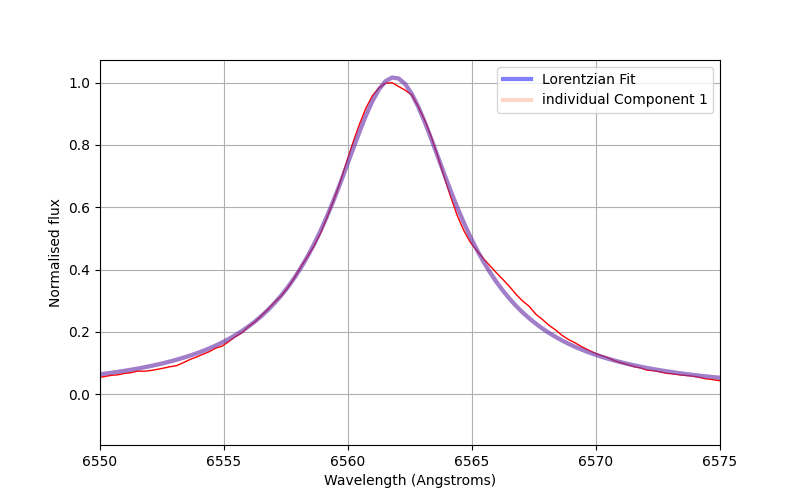 Lorentzian Fit
individual Component 1
1.0
0.8
0.6
0.4
0.2
0.0
Normalised flux
6550 6555 6560 6565 6570 6575
Wavelength (Angstroms)